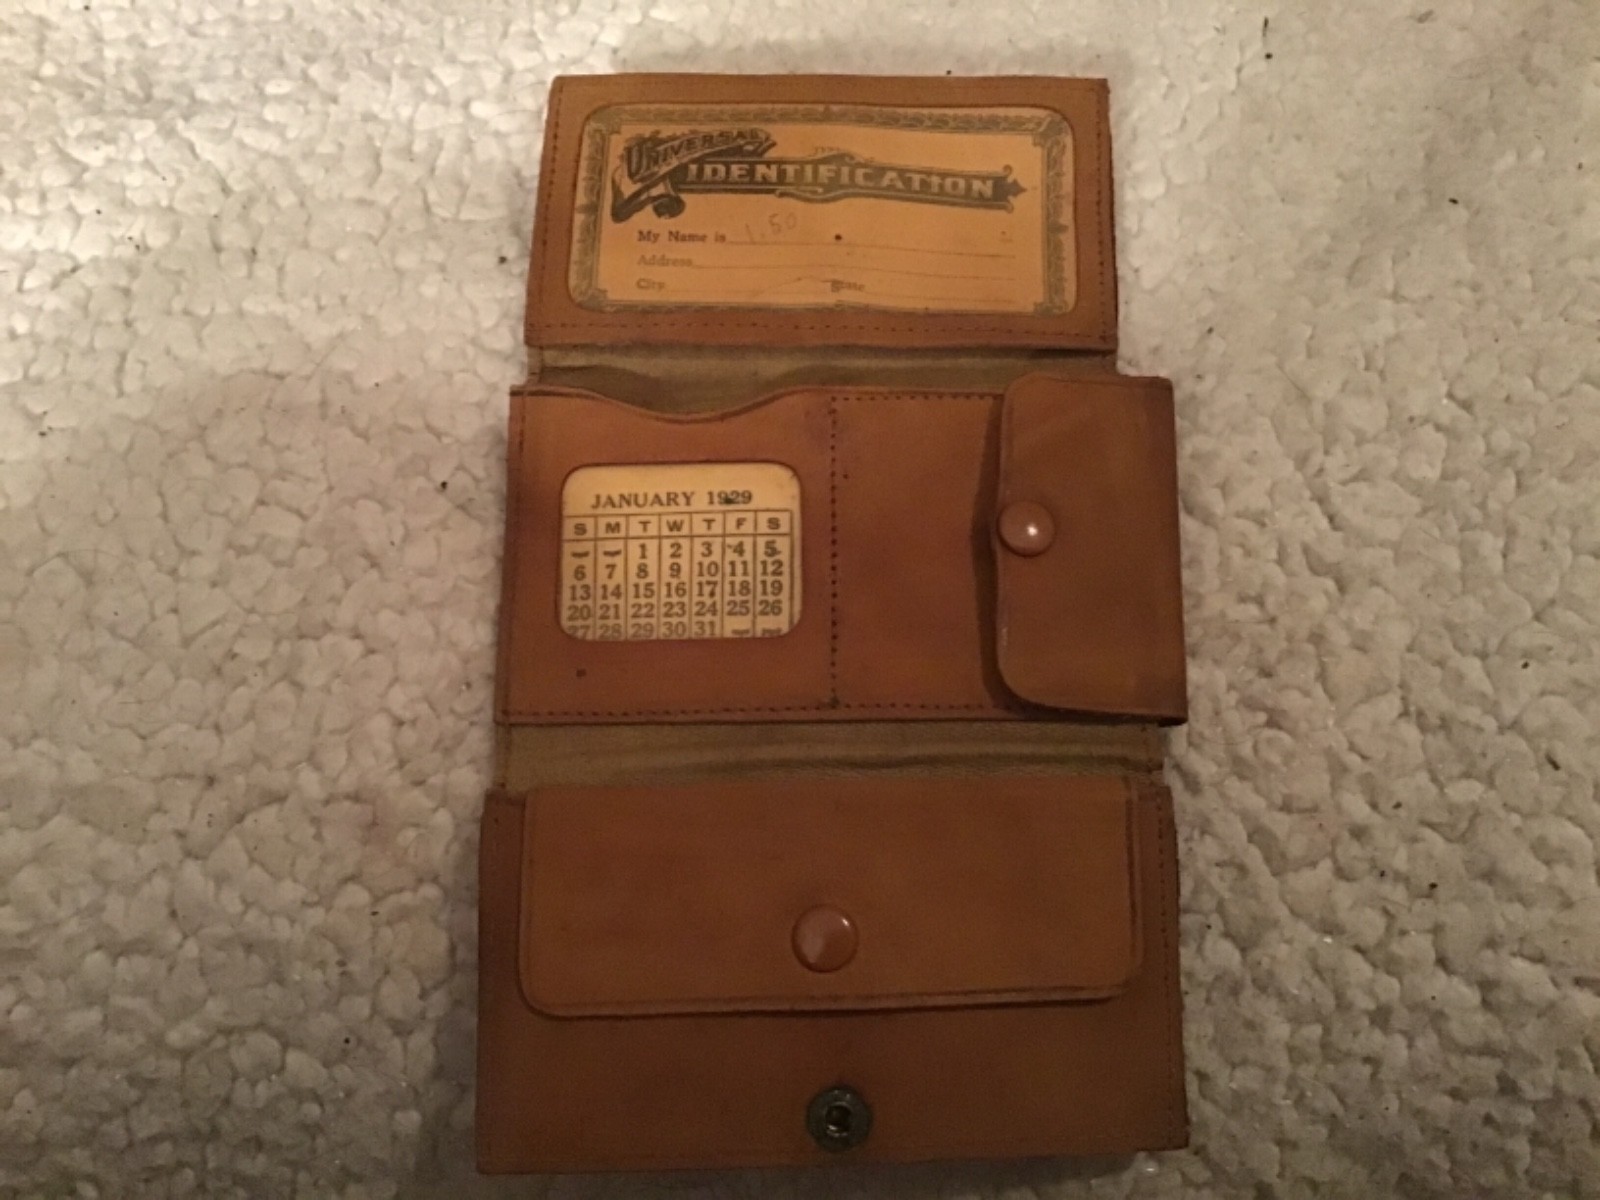 UNIVERSAL
IDENTIFICATION
My Name is 1.50
Address
City State
JANUARY 1929
S M T W T F S
1 2 3 4 5
6 7 8 9 10 11 12
13 14 15 16 17 18 19
20 21 22 23 24 25 26
27 28 29 30 31